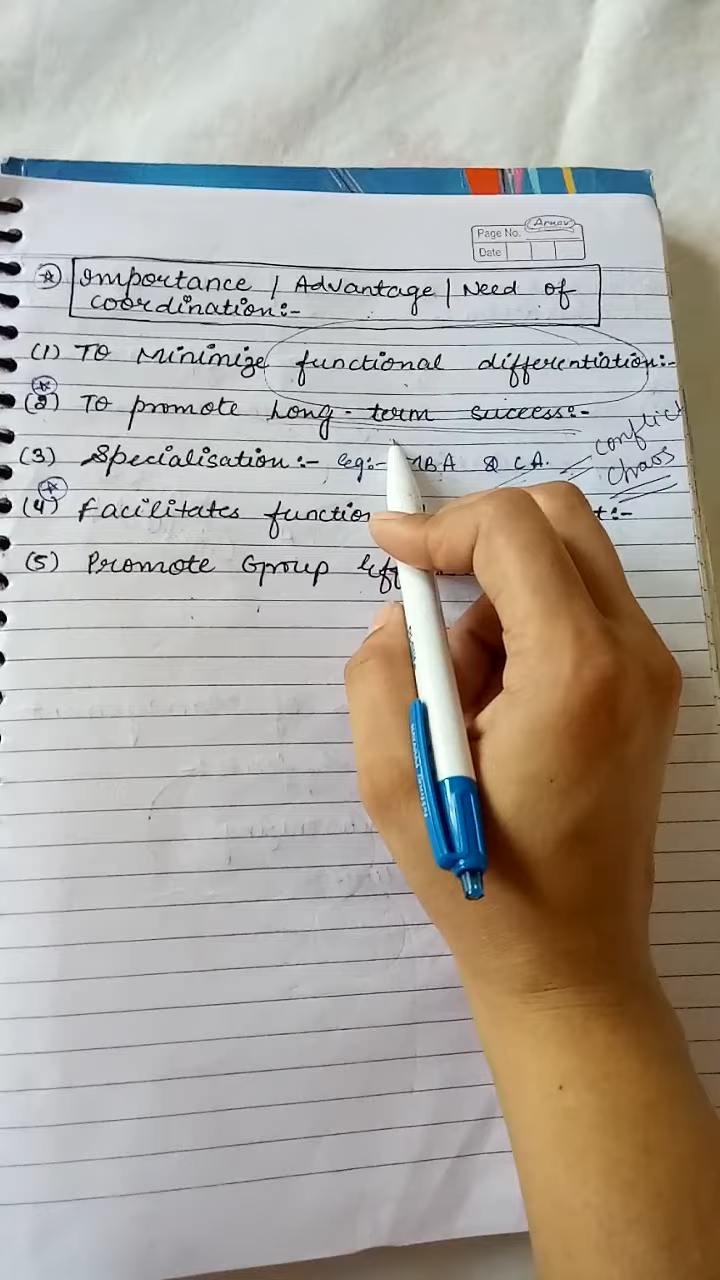 Page No.
Arnav
Date
Importance / Advantage / Need of
coordination:-
(1) To Minimize functional differentiation:-
(2) To promote Long-term success:-
conflict
(3) Specialisation:- eg:- MBA & CA.
chaos
(4) Facilitates t:-
(5) Promote Group